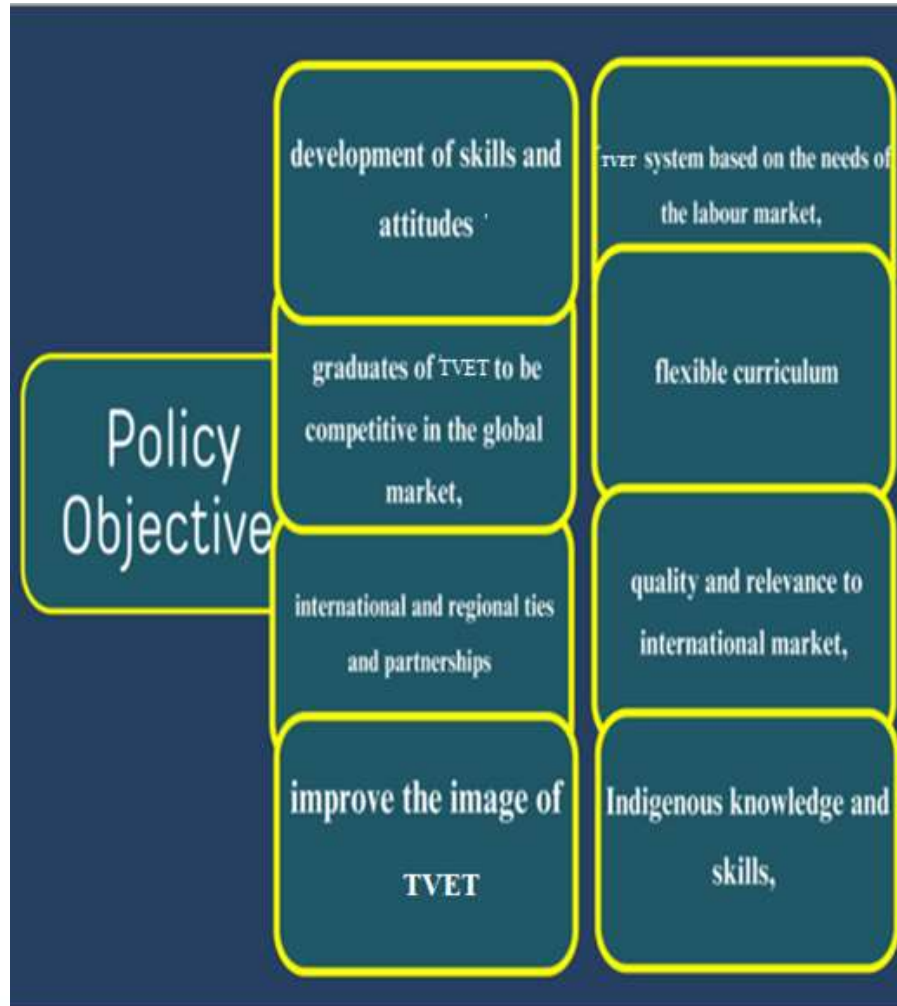 Policy
Objective
development of skills and
attitudes
graduates of TVET to be
competitive in the global
market,
international and regional ties
and partnerships
improve the image of
TVET
TVET system based on the needs of
the labour market,
flexible curriculum
quality and relevance to
international market,
Indigenous knowledge and
skills,